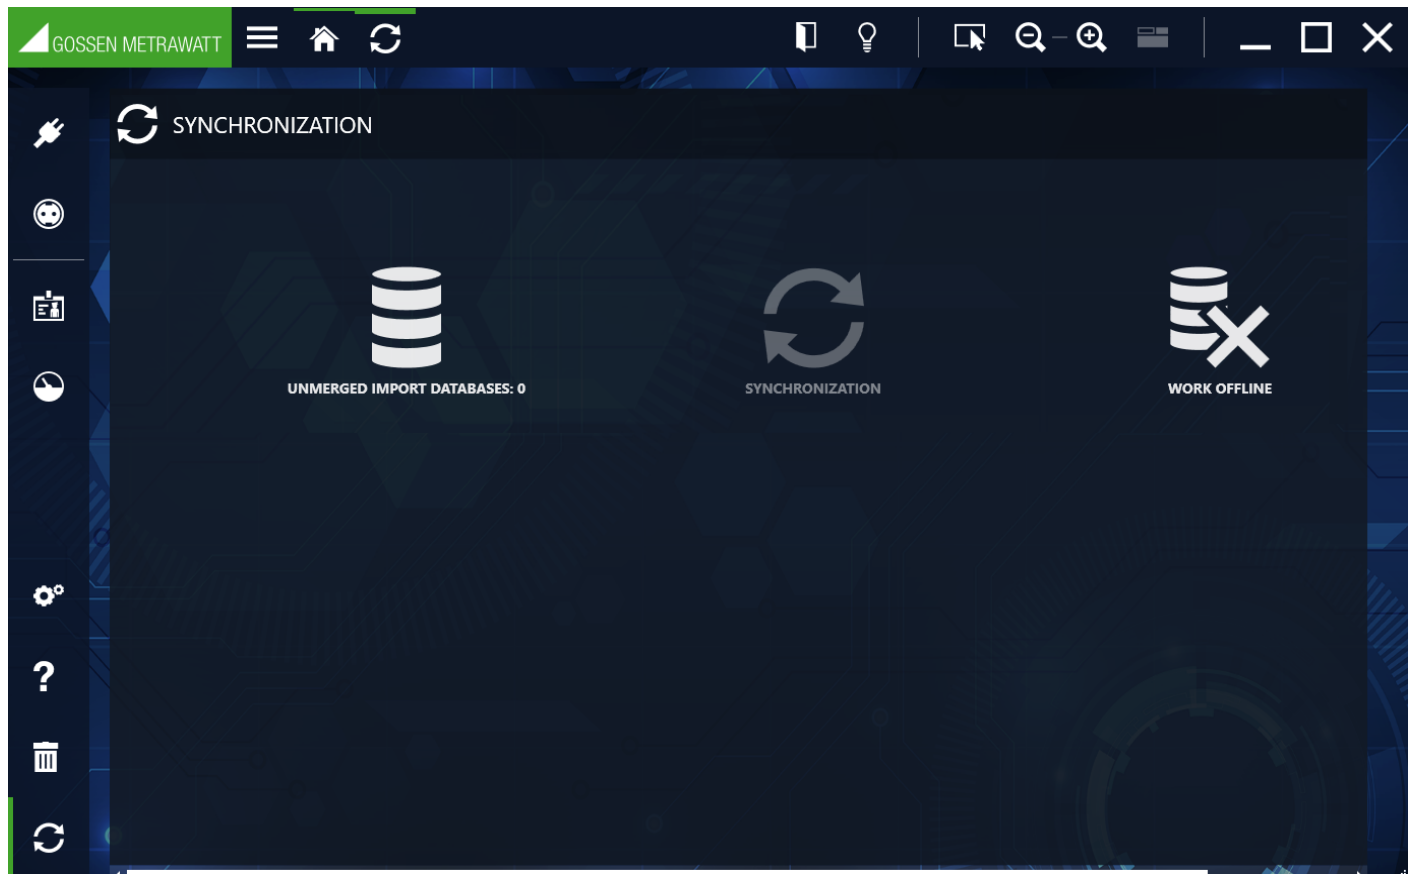 GOSSEN METRAWATT
SYNCHRONIZATION
UNMERGED IMPORT DATABASES: 0
SYNCHRONIZATION
WORK OFFLINE
?